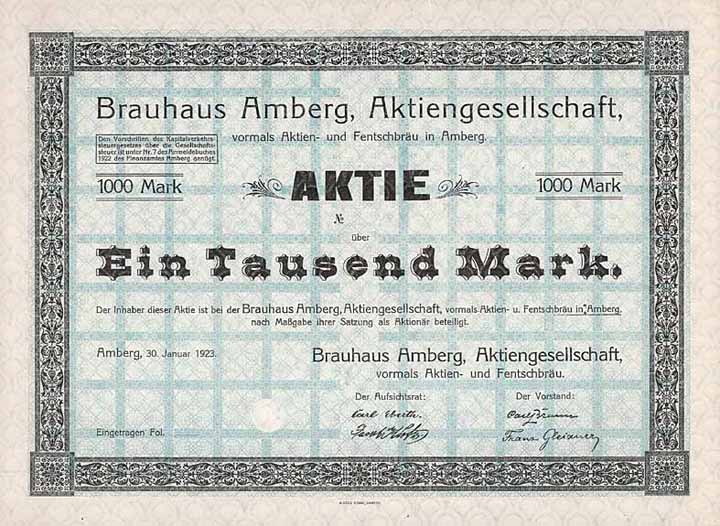 Brauhaus Amberg, Aktiengesellschaft,
vormals Aktien- und Fentschbräu in Amberg.
Den Vorschriften des Kapitalverkehrs
steuergesetzes über die Gesellschafts
steuer ist unter Nr. 7 des Anmeldebuches
1922 des Finanzamtes Amberg genügt.
1000 Mark
AKTIE
1000 Mark
№
über
Ein Tausend Mark.
Der Inhaber dieser Aktie ist bei der Brauhaus Amberg, Aktiengesellschaft, vormals Aktien- u. Fentschbräu in Amberg,
nach Maßgabe ihrer Satzung als Aktionär beteiligt.
Amberg, 30. Januar 1923.
Brauhaus Amberg, Aktiengesellschaft,
vormals Aktien- und Fentschbräu.
Der Aufsichtsrat:
Der Vorstand:
Karl
Franz
Eingetragen Fol.